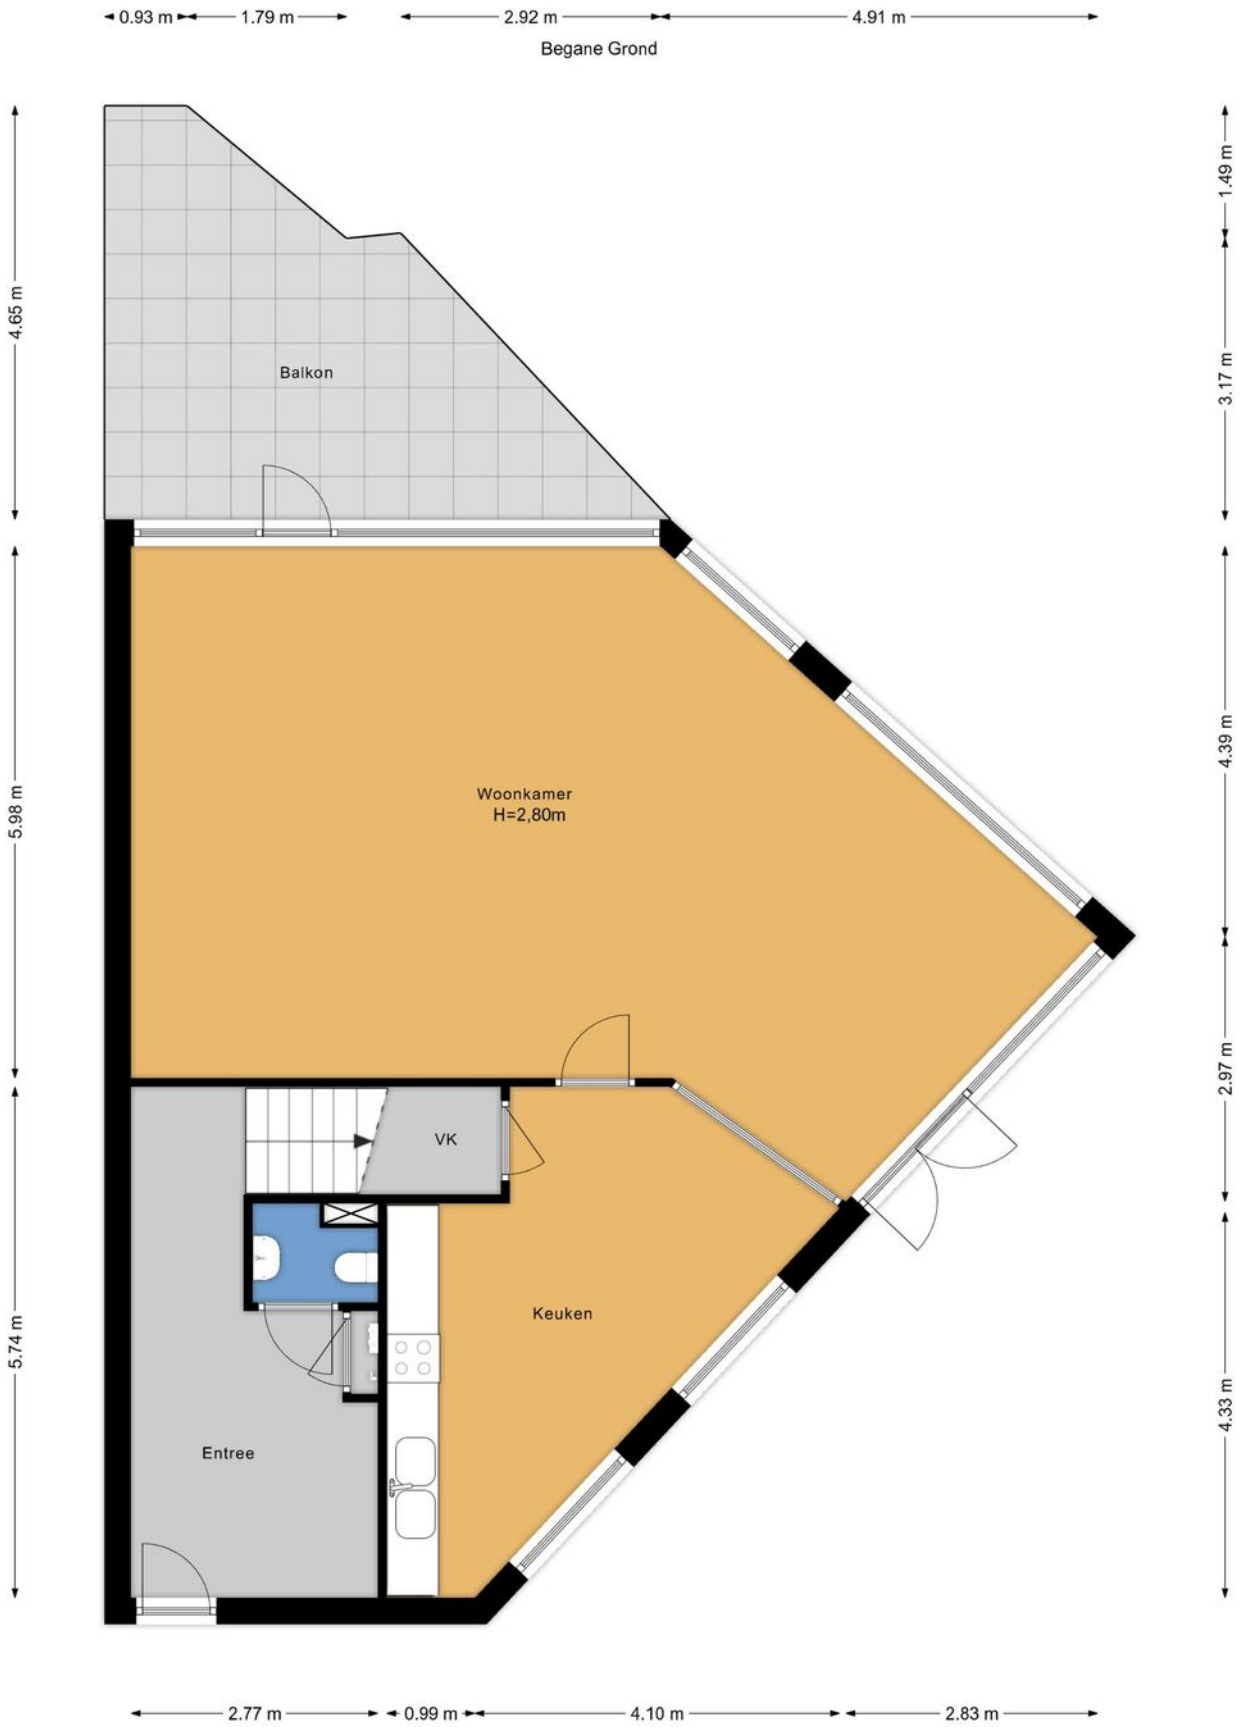 0.93 m
1.79 m
2.92 m
4.91 m
Begane Grond
4.65 m
1.49 m
3.17 m
Balkon
5.98 m
4.39 m
Woonkamer
H=2,80m
2.97 m
VK
5.74 m
Keuken
4.33 m
Entree
2.77 m
0.99 m
4.10 m
2.83 m